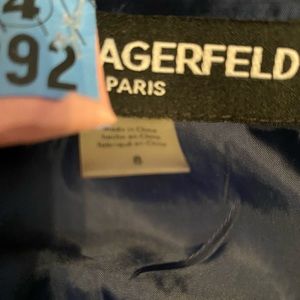 4
92
AGERFELD
PARIS
Made in China
Hecho en China
Fabriqué en Chine
8